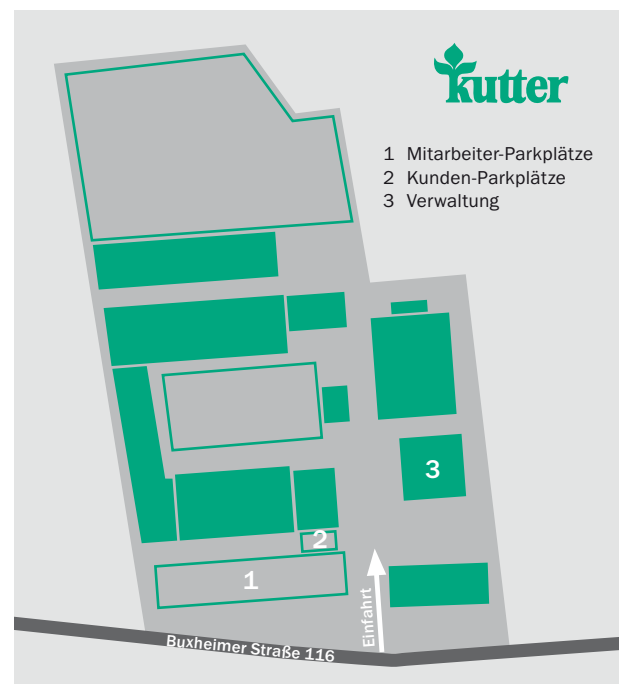 kutter
1 Mitarbeiter-Parkplätze
2 Kunden-Parkplätze
3 Verwaltung
3
2
1
Einfahrt
Buxheimer Straße 116